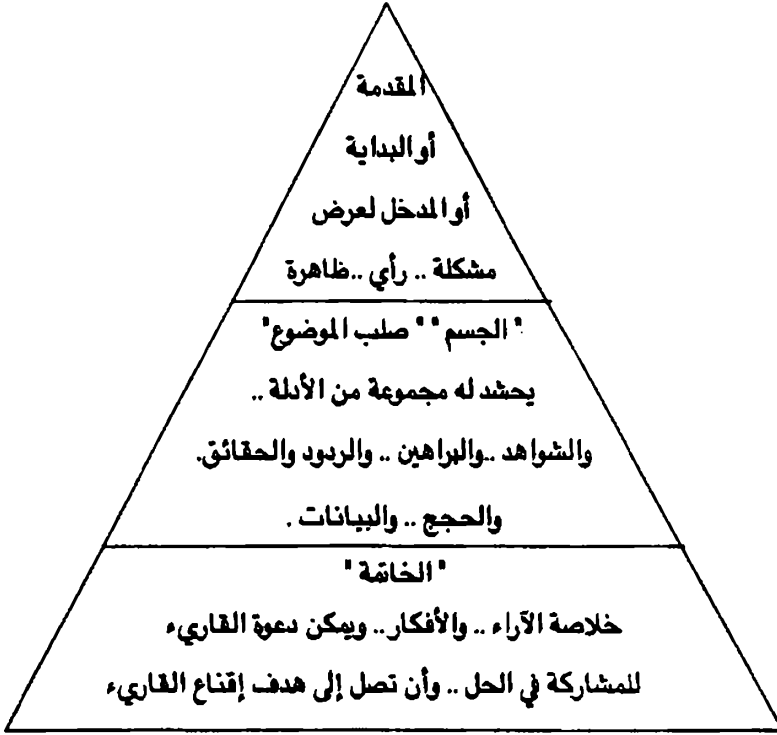 المقدمة
أو البداية
أو المدخل لعرض
مشكلة .. رأي ..ظاهرة
" الجسم " " صلب الموضوع"
يحشد له مجموعة من الأدلة ..
والشواهد ..والبراهين .. والردود والحقائق.
والحجج .. والبيانات .
" الخاتمة "
خلاصة الآراء .. والأفكار .. ويمكن دعوة القاريء
للمشاركة في الحل .. وأن تصل إلى هدف إقناع القاريء